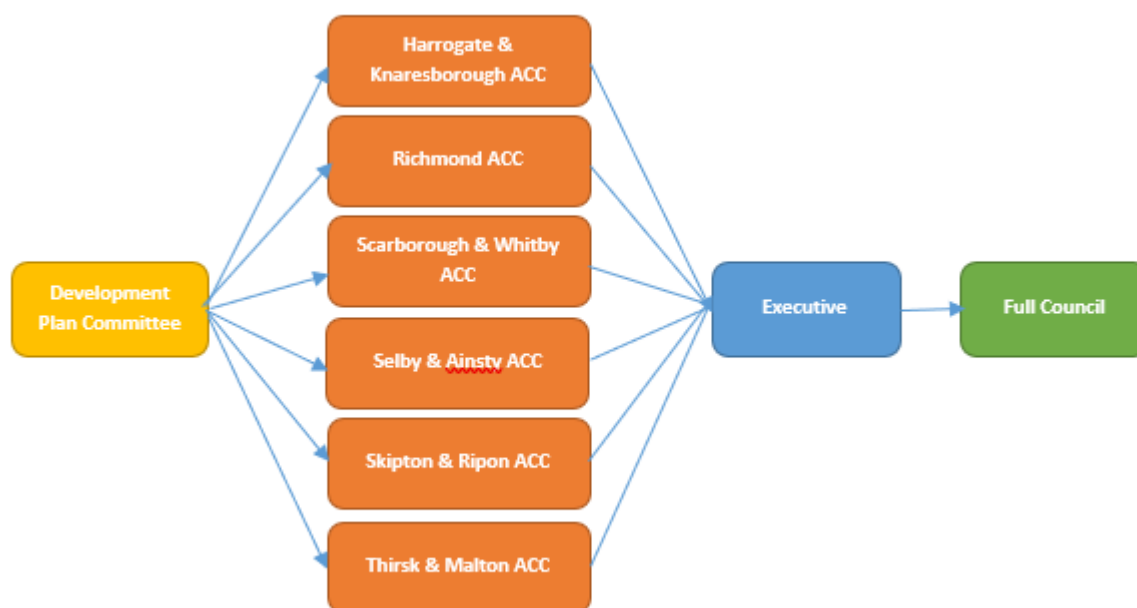 Harrogate &
Knaresborough ACC
Richmond ACC
Scarborough & Whitby
ACC
Development
Plan Committee
Executive
Full Council
Selby & Ainsty ACC
Skipton & Ripon ACC
Thirsk & Malton ACC